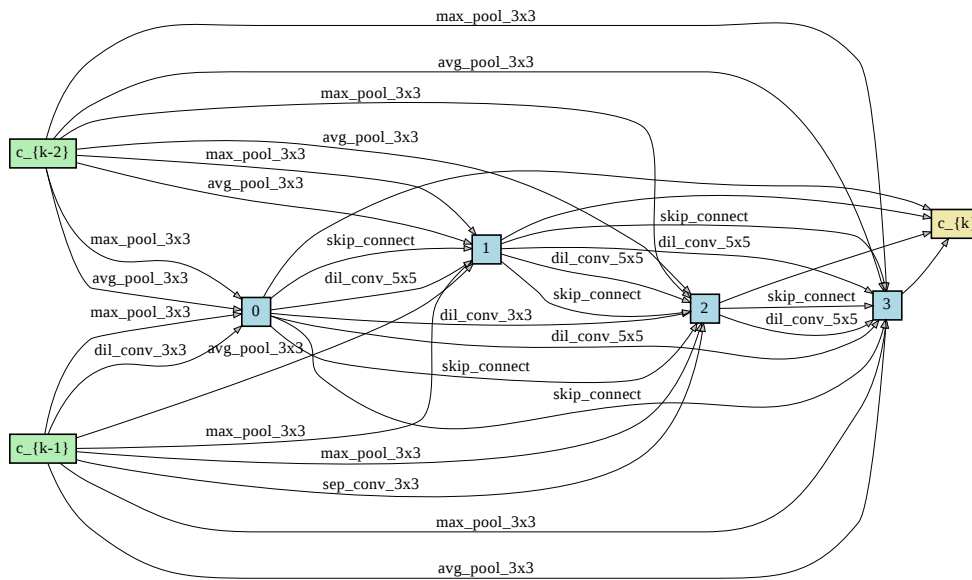 max_pool_3x3
avg_pool_3x3
max_pool_3x3
avg_pool_3x3
c_{k-2}
max_pool_3x3
avg_pool_3x3
c_{k}
skip_connect
max_pool_3x3
skip_connect
dil_conv_5x5
1
dil_conv_5x5
avg_pool_3x3
dil_conv_5x5
skip_connect
skip_connect
3
max_pool_3x3
0
2
dil_conv_3x3
dil_conv_5x5
dil_conv_5x5
dil_conv_3x3
avg_pool_3x3
skip_connect
skip_connect
max_pool_3x3
c_{k-1}
max_pool_3x3
sep_conv_3x3
max_pool_3x3
avg_pool_3x3